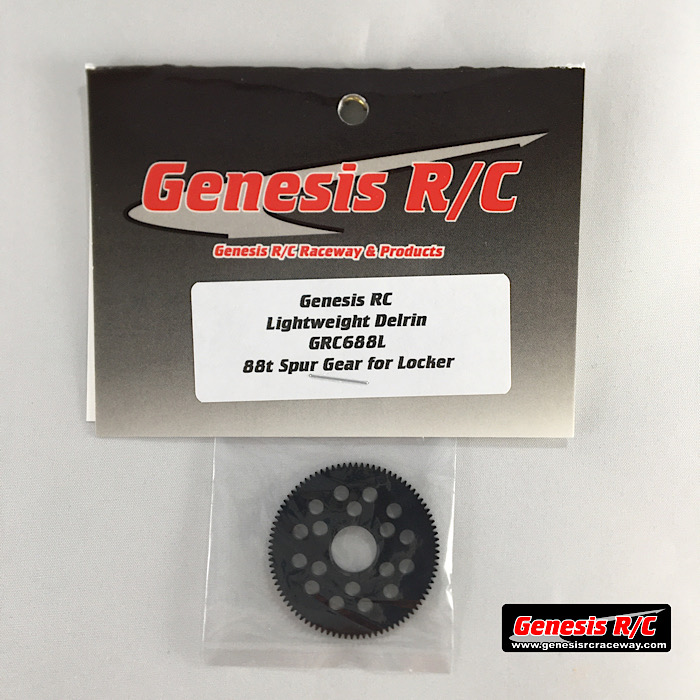 Genesis R/C
Genesis R/C Raceway & Products
Genesis RC
Lightweight Delrin
GRC688L
88t Spur Gear for Locker
Genesis R/C
www.genesisrcraceway.com